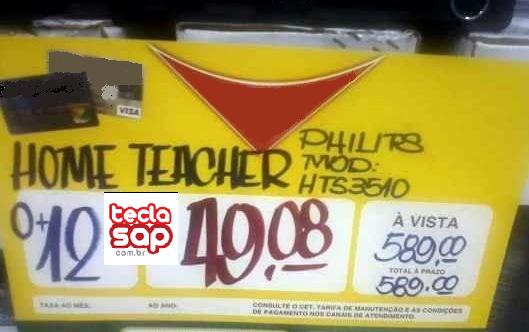 VISA
HOME TEACHER
PHILITS
MOD:
HTS3510
0+12
tecla
sap
com.br
49,08
À VISTA
589,00
TOTAL À PRAZO
589,00
TAXA AO MÊS:
AO ANO:
CONSULTE O CET, TARIFA DE MANUTENÇÃO E AS CONDIÇÕES
DE PAGAMENTO NOS CANAIS DE ATENDIMENTO.